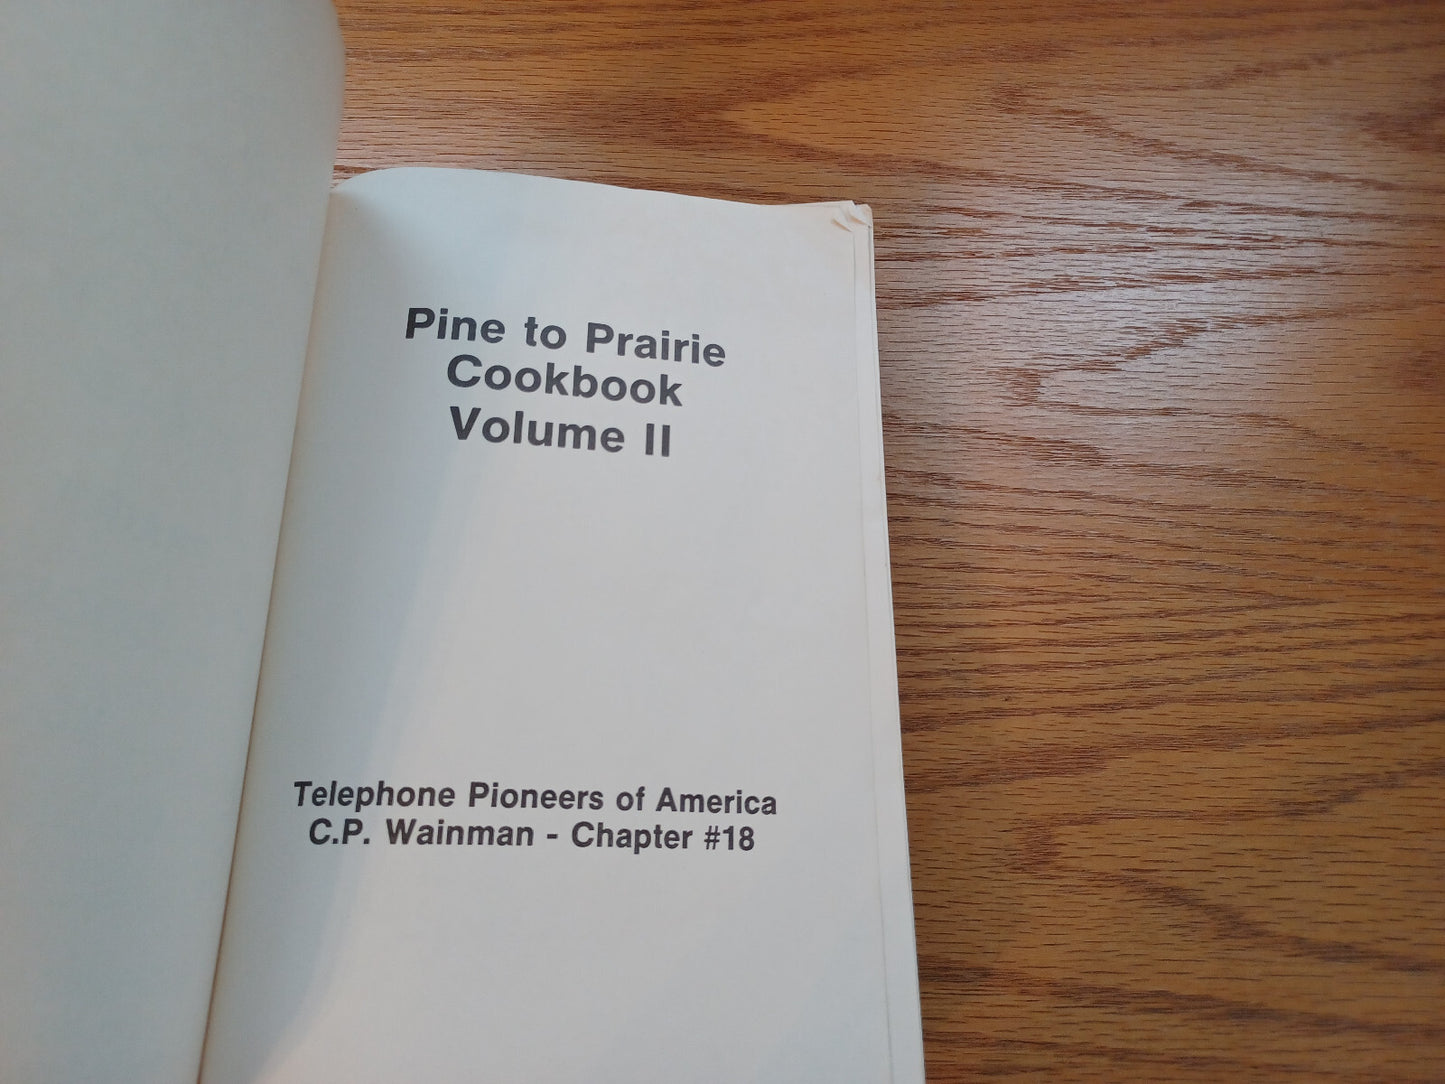 Pine to Prairie
Cookbook
Volume II
Telephone Pioneers of America
C.P. Wainman - Chapter #18